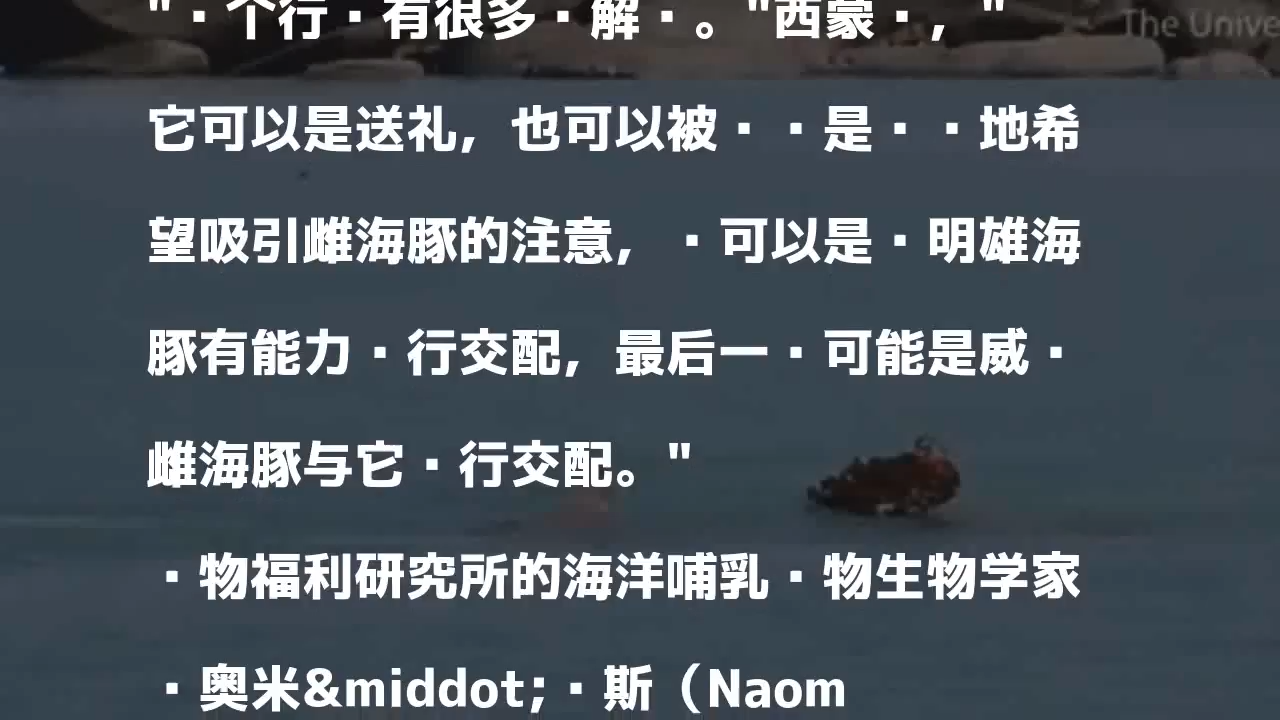 The Unive
"·个行·有很多·解·。"西蒙·，"
它可以是送礼，也可以被··是··地希
望吸引雌海豚的注意，·可以是·明雄海
豚有能力·行交配，最后一·可能是威·
雌海豚与它·行交配。"
·物福利研究所的海洋哺乳·物生物学家
·奥米&middot;·斯（Naom